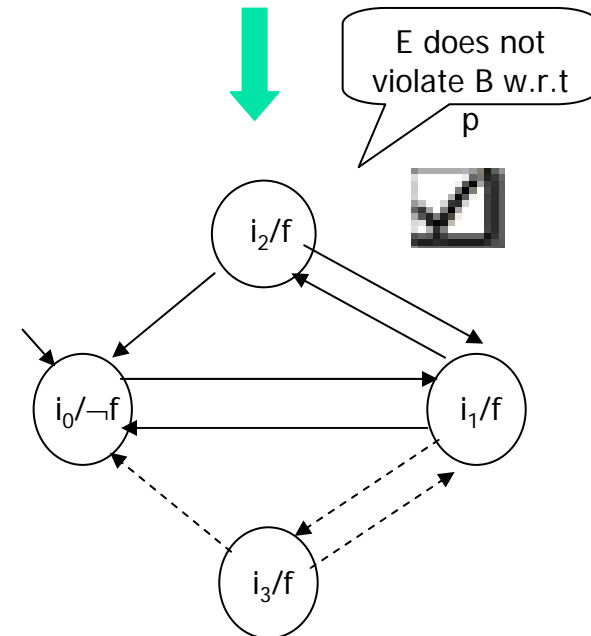 E does not
violate B w.r.t
p
i₂/f
i₀/¬f
i₁/f
i₃/f